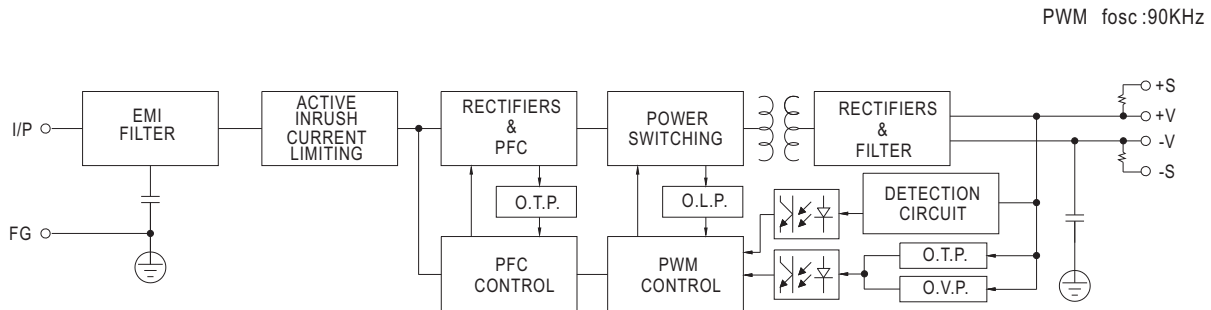 PWM fosc :90KHz
I/P
EMI
FILTER
ACTIVE
INRUSH
CURRENT
LIMITING
RECTIFIERS
&
PFC
POWER
SWITCHING
RECTIFIERS
&
FILTER
+S
+V
-V
-S
O.T.P.
O.L.P.
DETECTION
CIRCUIT
FG
PFC
CONTROL
PWM
CONTROL
O.T.P.
O.V.P.